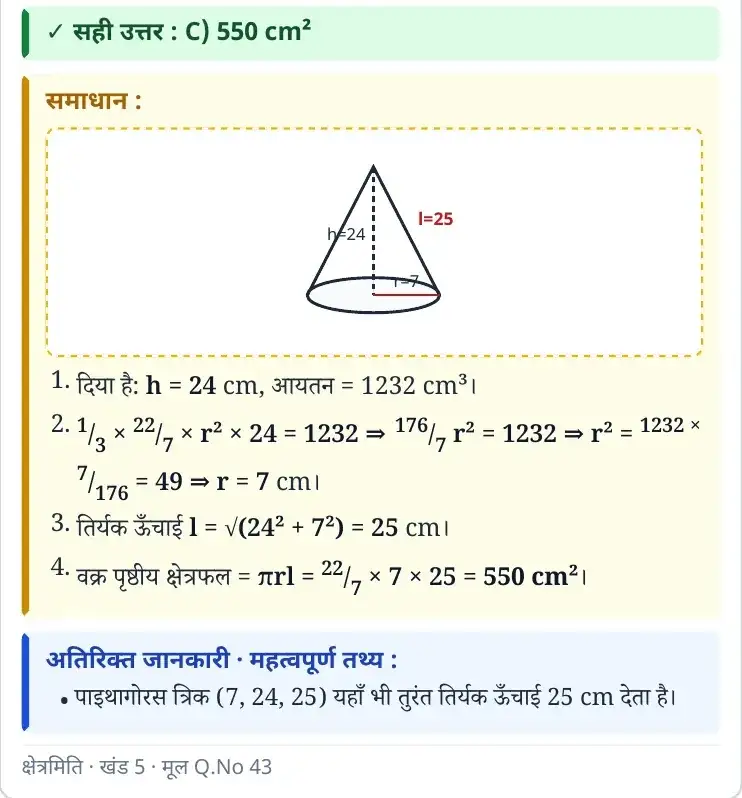 ✓ सही उत्तर : C) 550 cm²
समाधान :
l=25
h=24
r=7
1. दिया है: h = 24 cm, आयतन = 1232 cm³।
2. ¹/₃ × ²²/₇ × r² × 24 = 1232 ⇒ ¹⁷⁶/₇ r² = 1232 ⇒ r² = ¹²³² ˣ
⁷/₁₇₆ = 49 ⇒ r = 7 cm।
3. तिर्यक ऊँचाई l = √(24² + 7²) = 25 cm।
4. वक्र पृष्ठीय क्षेत्रफल = πrl = ²²/₇ × 7 × 25 = 550 cm²।
अतिरिक्त जानकारी · महत्वपूर्ण तथ्य :
• पाइथागोरस त्रिक (7, 24, 25) यहाँ भी तुरंत तिर्यक ऊँचाई 25 cm देता है।
क्षेत्रमिति · खंड 5 · मूल Q.No 43